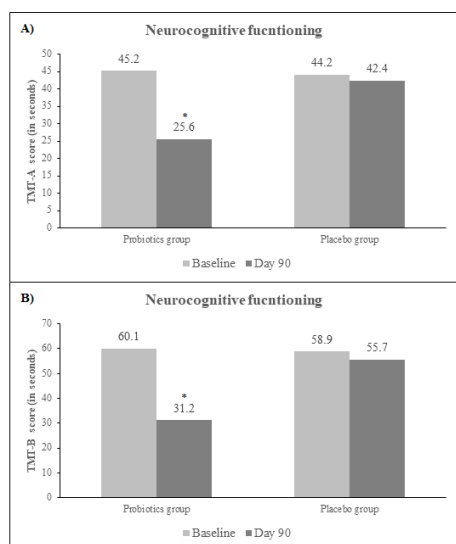 A)
Neurocognitive fucntioning
TMT-A score (in seconds)
50
45
40
35
30
25
20
15
10
5
0
45.2
*
25.6
44.2
42.4
Probiotics group
Placebo group
Baseline Day 90
B)
Neurocognitive fucntioning
TMT-B score (in seconds)
70
60
50
40
30
20
10
0
60.1
*
31.2
58.9
55.7
Probiotics group
Placebo group
Baseline Day 90